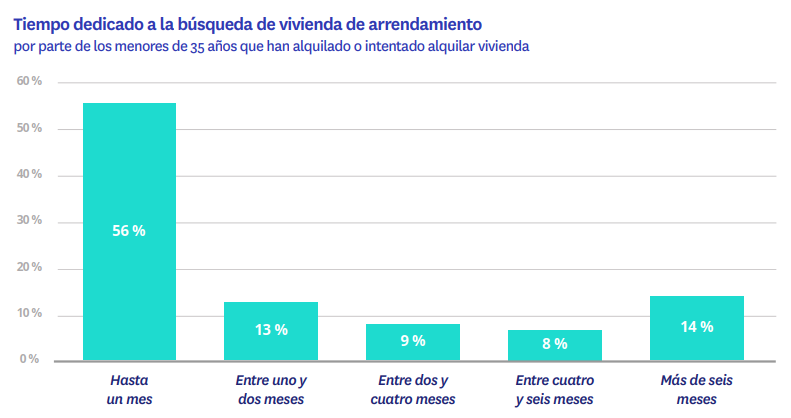 Tiempo dedicado a la búsqueda de vivienda de arrendamiento
por parte de los menores de 35 años que han alquilado o intentado alquilar vivienda
60 %
50 %
40 %
30 %
20 %
10 %
0 %
56 %
13 %
9 %
8 %
14 %
Hasta
un mes
Entre uno y
dos meses
Entre dos y
cuatro meses
Entre cuatro
y seis meses
Más de seis
meses